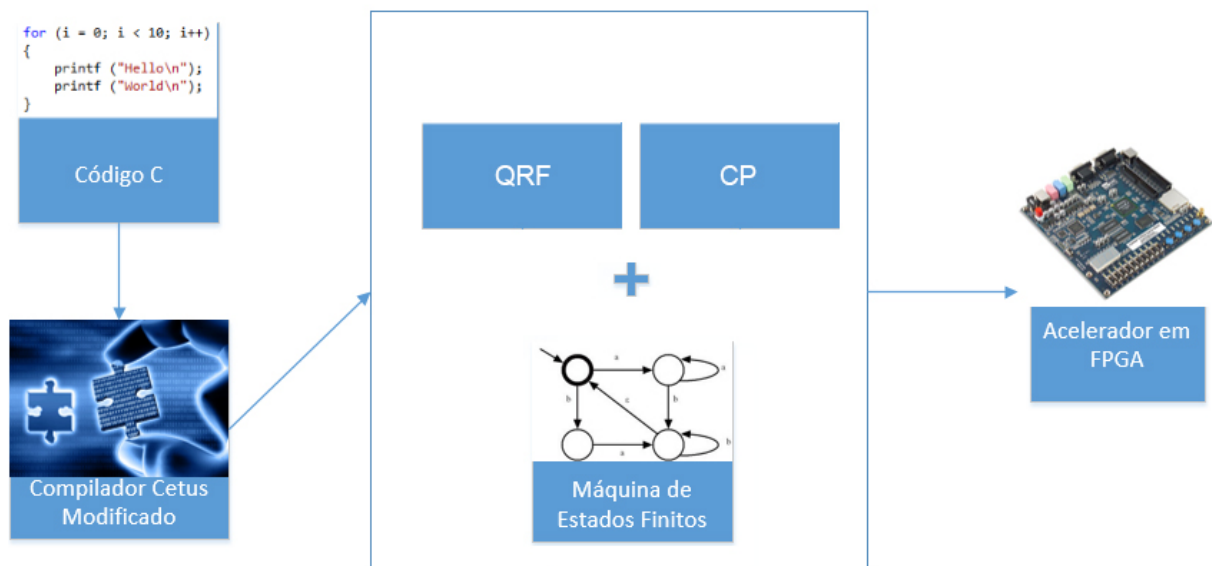 for (i = 0; i < 10; i++)
{
printf ("Hello\n");
printf ("World\n");
}
Código C
Compilador Cetus
Modificado
QRF
CP
+
a
a
b
c
b
a
b
Máquina de
Estados Finitos
Acelerador em
FPGA